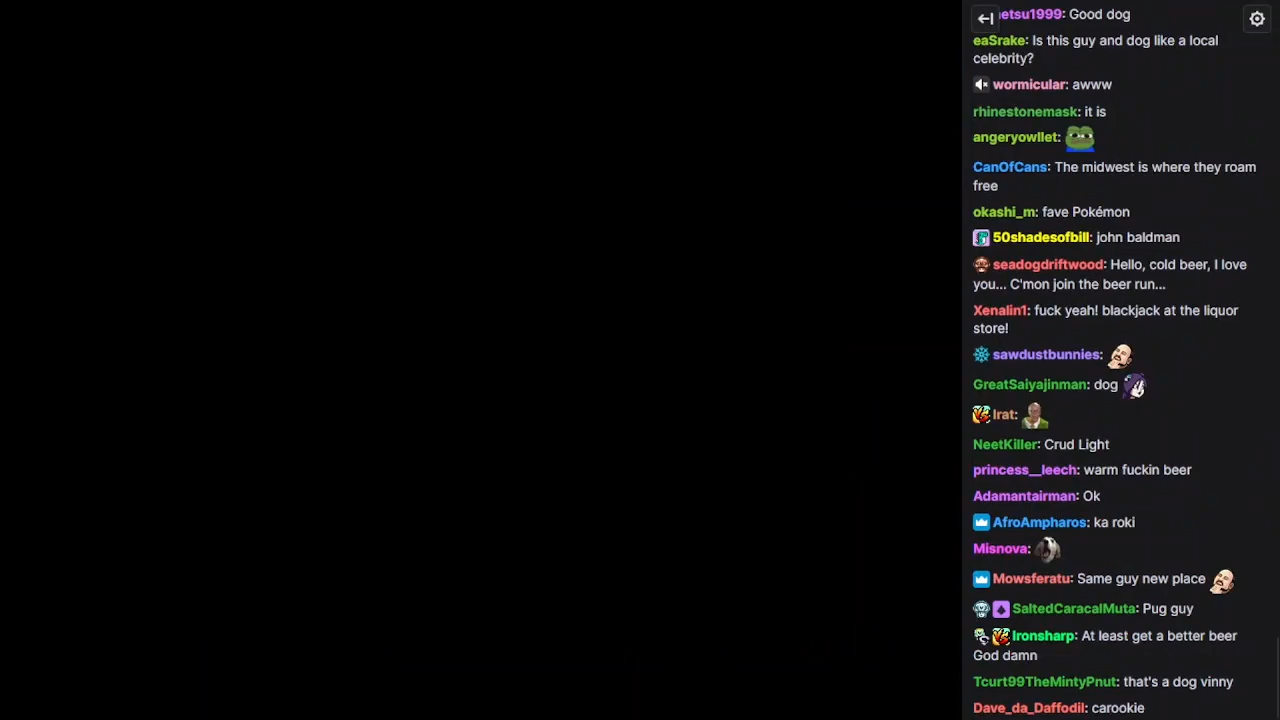 etsu1999: Good dog
eaSrake: Is this guy and dog like a local
celebrity?
wormicular: awww
rhinestonemask: it is
angeryowllet:
CanOfCans: The midwest is where they roam
free
okashi_m: fave Pokémon
50shadesofbill: john baldman
seadogdriftwood: Hello, cold beer, I love
you... C'mon join the beer run...
Xenalin1: fuck yeah! blackjack at the liquor
store!
sawdustbunnies:
GreatSaiyajinman: dog
Irat:
NeetKiller: Crud Light
princess__leech: warm fuckin beer
Adamantairman: Ok
AfroAmpharos: ka roki
Misnova:
Mowsferatu: Same guy new place
SaltedCaracalMuta: Pug guy
Ironsharp: At least get a better beer
God damn
Tcurt99TheMintyPnut: that's a dog vinny
Dave_da_Daffodil: carookie